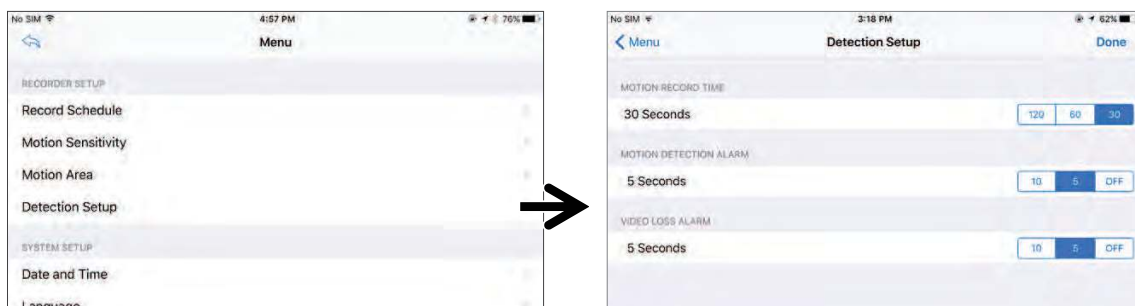 No SIM 4:57 PM 76%
Menu
RECORDER SETUP
Record Schedule
Motion Sensitivity
Motion Area
Detection Setup
SYSTEM SETUP
Date and Time
Language
No SIM 3:18 PM 62%
Menu Detection Setup Done
MOTION RECORD TIME
30 Seconds 120 60 30
MOTION DETECTION ALARM
5 Seconds 10 5 OFF
VIDEO LOSS ALARM
5 Seconds 10 5 OFF